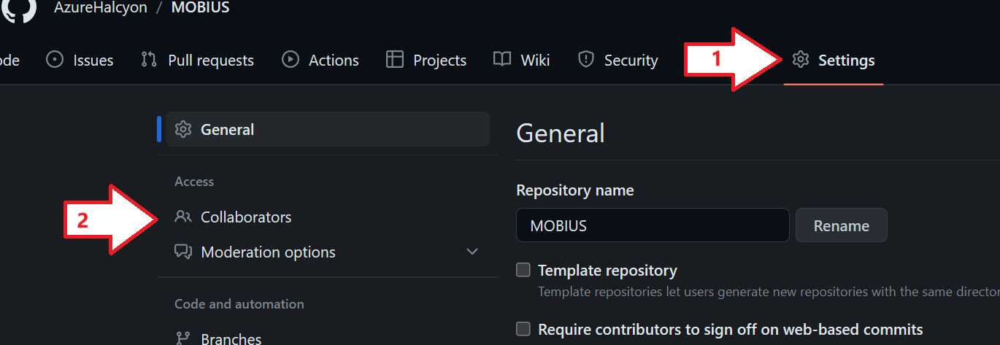 AzureHalcyon / MOBIUS
ode Issues Pull requests Actions Projects Wiki Security 1 Settings
General
General
Access
Repository name
2 Collaborators
MOBIUS Rename
Moderation options
Template repository
Template repositories let users generate new repositories with the same director
Code and automation
Require contributors to sign off on web-based commits
Branches